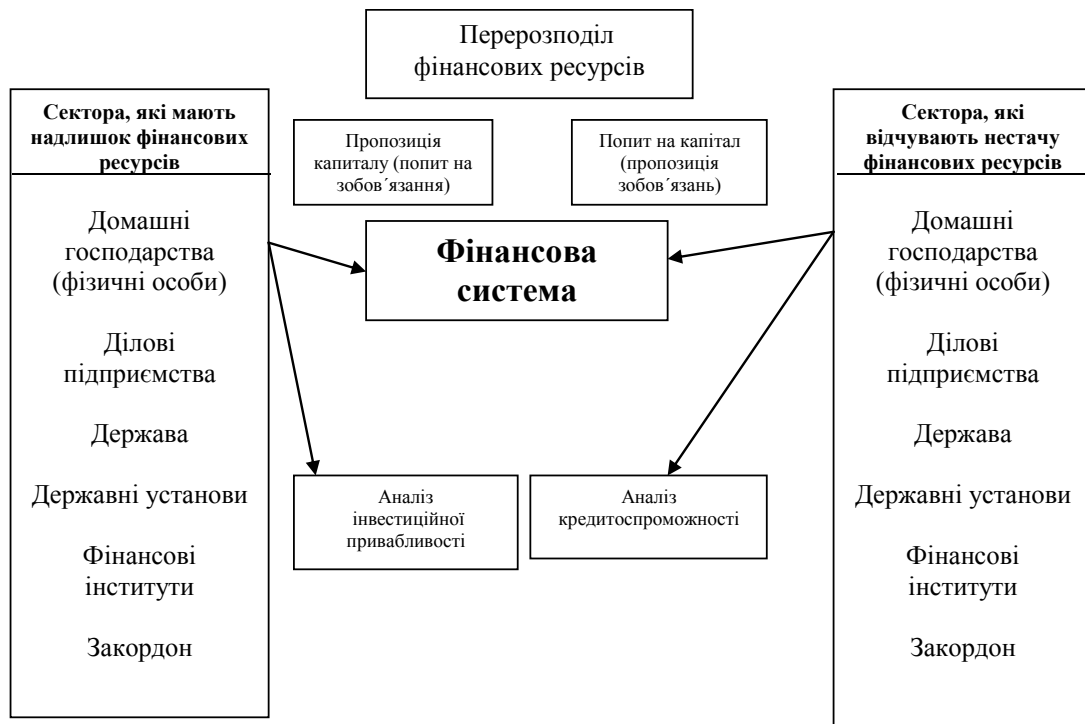 Перерозподіл
фінансових ресурсів
Сектора, які мають
надлишок фінансових
ресурсів
Домашні
господарства
(фізичні особи)
Ділові
підприємства
Держава
Державні установи
Фінансові
інститути
Закордон
Пропозиція
капиталу (попит на
зобов´язання)
Попит на капітал
(пропозиція
зобов´язань)
Фінансова
система
Аналіз
інвестиційної
привабливості
Аналіз
кредитоспроможності
Сектора, які
відчувають нестачу
фінансових ресурсів
Домашні
господарства
(фізичні особи)
Ділові
підприємства
Держава
Державні установи
Фінансові
інститути
Закордон